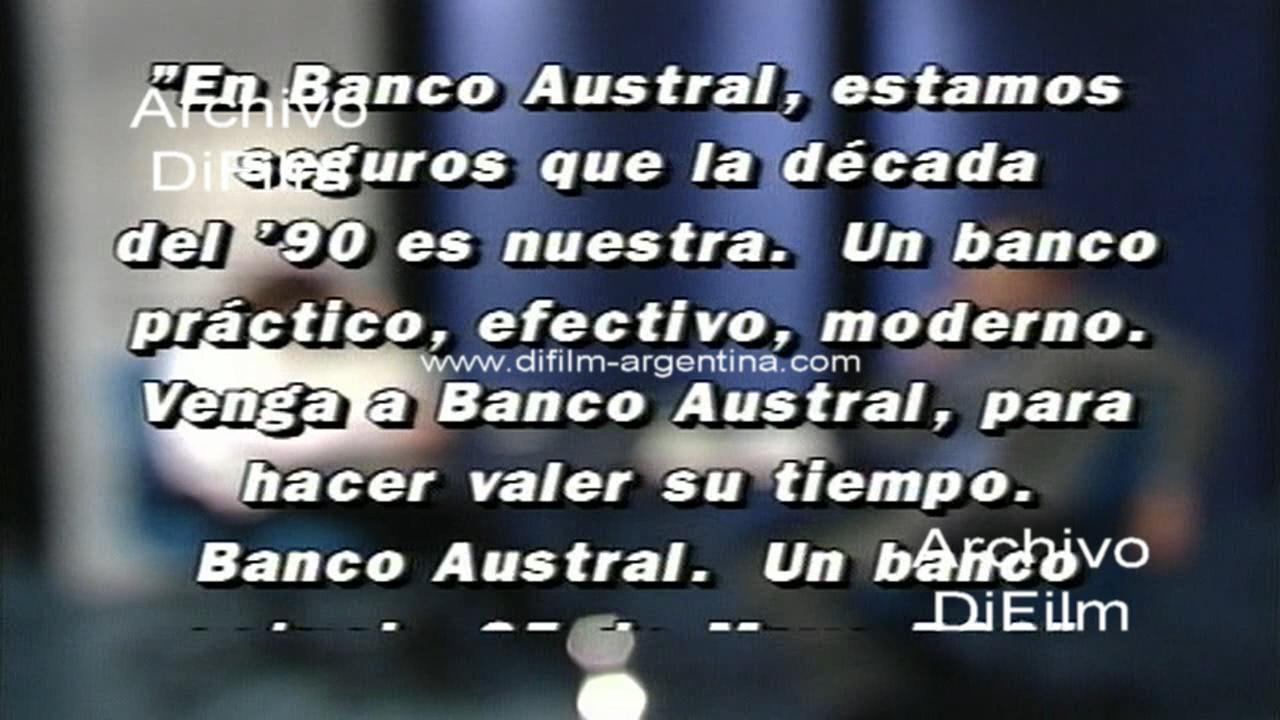 "En Banco Austral, estamos
seguros que la década
del '90 es nuestra. Un banco
práctico, efectivo, moderno.
Venga a Banco Austral, para
hacer valer su tiempo.
Banco Austral. Un banco
Archivo
DiFilm
www.difilm-argentina.com
Archivo
DiFilm